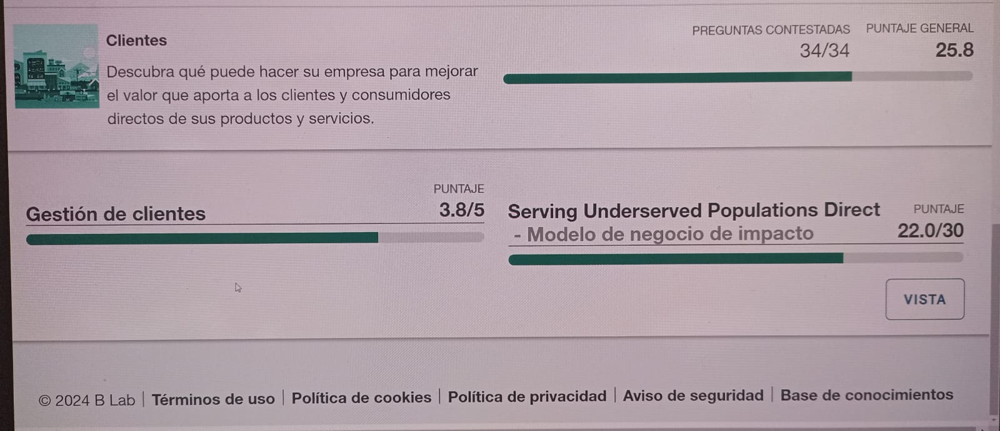 Clientes
PREGUNTAS CONTESTADAS
34/34
PUNTAJE GENERAL
25.8
Descubra qué puede hacer su empresa para mejorar
el valor que aporta a los clientes y consumidores
directos de sus productos y servicios.
Gestión de clientes
PUNTAJE
3.8/5
Serving Underserved Populations Direct
- Modelo de negocio de impacto
PUNTAJE
22.0/30
VISTA
© 2024 B Lab | Términos de uso | Política de cookies | Política de privacidad | Aviso de seguridad | Base de conocimientos